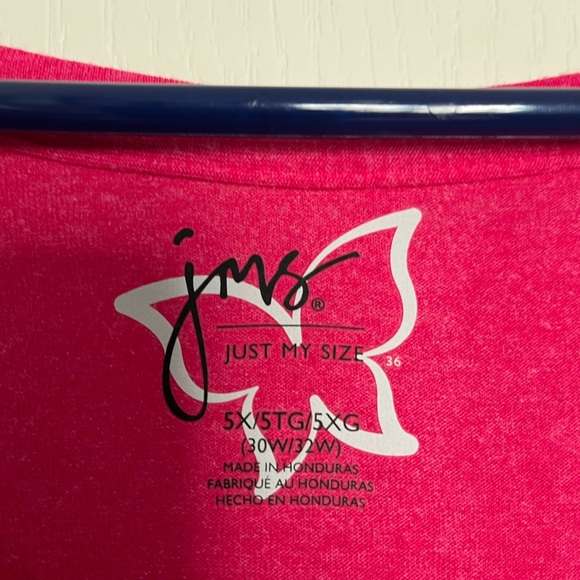 jms®
JUST MY SIZE
36
5X/5TG/5XG
(30W/32W)
MADE IN HONDURAS
FABRIQUÉ AU HONDURAS
HECHO EN HONDURAS